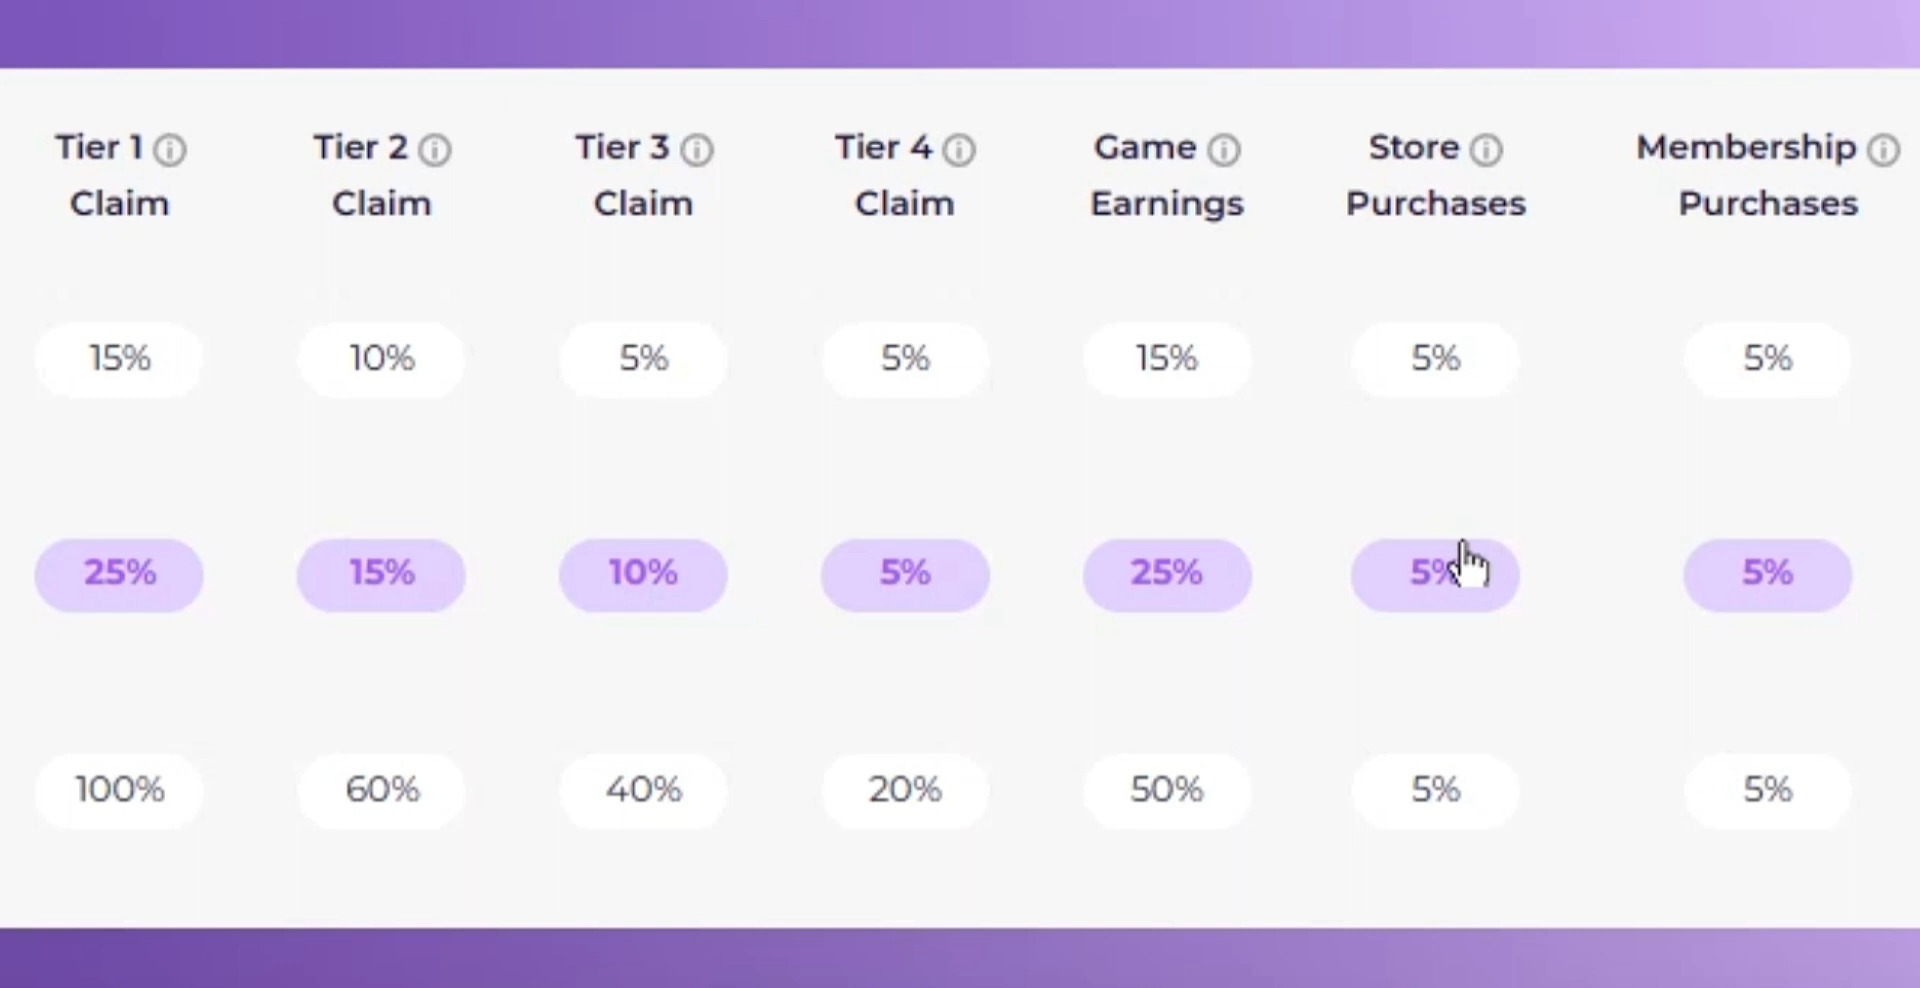 Tier 1 Tier 2 Tier 3 Tier 4 Game Store Membership
Claim Claim Claim Claim Earnings Purchases Purchases
15% 10% 5% 5% 15% 5% 5%
25% 15% 10% 5% 25% 5% 5%
100% 60% 40% 20% 50% 5% 5%